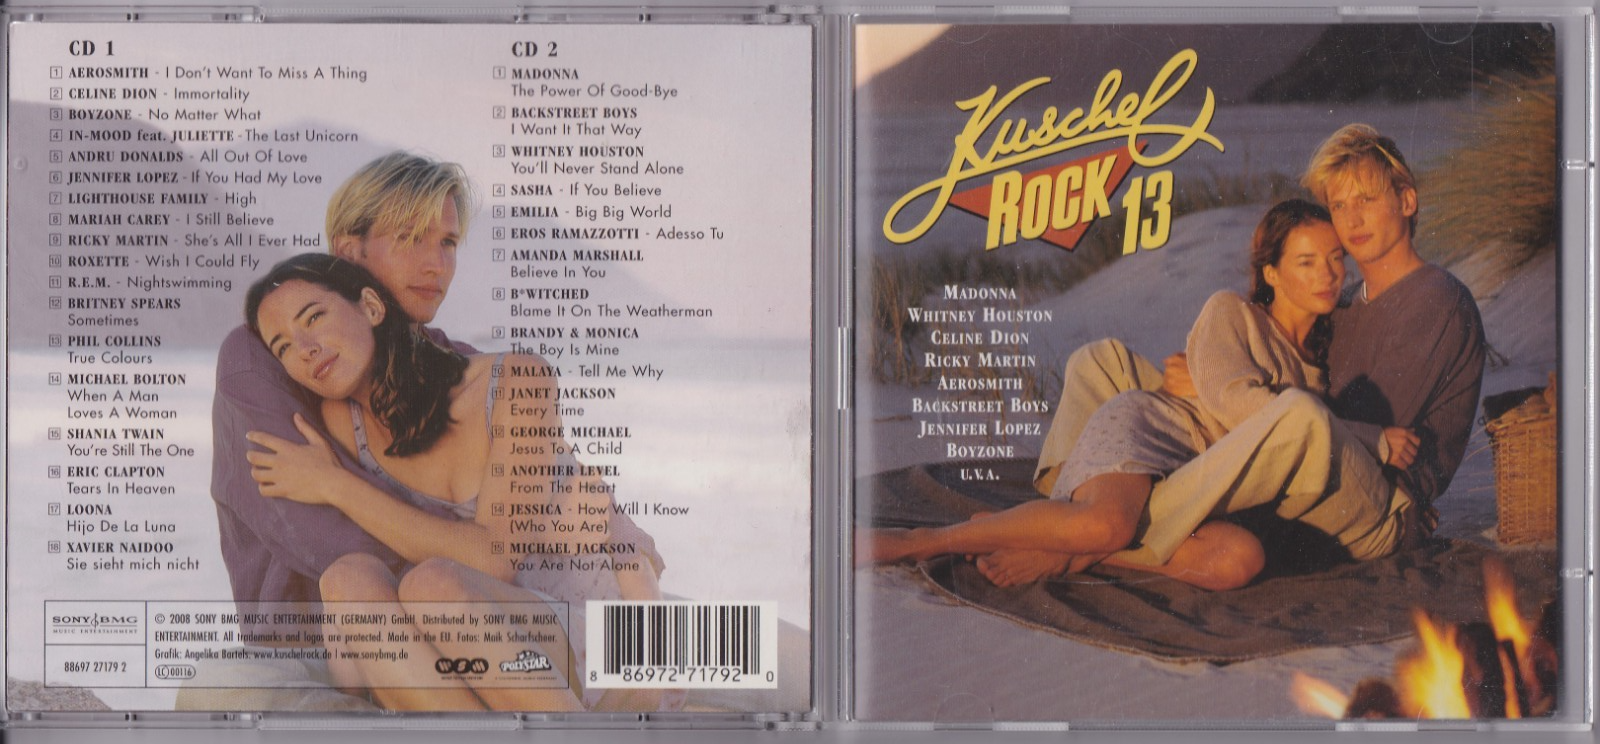 CD 1
1 AEROSMITH - I Don't Want To Miss A Thing
2 CELINE DION - Immortality
3 BOYZONE - No Matter What
4 IN-MOOD feat. JULIETTE - The Last Unicorn
5 ANDRU DONALDS - All Out Of Love
6 JENNIFER LOPEZ - If You Had My Love
7 LIGHTHOUSE FAMILY - High
8 MARIAH CAREY - I Still Believe
9 RICKY MARTIN - She's All I Ever Had
10 ROXETTE - Wish I Could Fly
11 R.E.M. - Nightswimming
12 BRITNEY SPEARS
Sometimes
13 PHIL COLLINS
True Colours
14 MICHAEL BOLTON
When A Man
Loves A Woman
15 SHANIA TWAIN
You're Still The One
16 ERIC CLAPTON
Tears In Heaven
17 LOONA
Hijo De La Luna
18 XAVIER NAIDOO
Sie sieht mich nicht
CD 2
1 MADONNA
The Power Of Good-Bye
2 BACKSTREET BOYS
I Want It That Way
3 WHITNEY HOUSTON
You'll Never Stand Alone
4 SASHA - If You Believe
5 EMILIA - Big Big World
6 EROS RAMAZZOTTI - Adesso Tu
7 AMANDA MARSHALL
Believe In You
8 B*WITCHED
Blame It On The Weatherman
9 BRANDY & MONICA
The Boy Is Mine
10 MALAYA - Tell Me Why
11 JANET JACKSON
Every Time
12 GEORGE MICHAEL
Jesus To A Child
13 ANOTHER LEVEL
From The Heart
14 JESSICA - How Will I Know
(Who You Are)
15 MICHAEL JACKSON
You Are Not Alone
SONY BMG
MUSIC ENTERTAINMENT
88697 27179 2
© 2008 SONY BMG MUSIC ENTERTAINMENT (GERMANY) GmbH. Distributed by SONY BMG MUSIC
ENTERTAINMENT. All trademarks and logos are protected. Made in the EU. Fotos: Maik Scharfscheer.
Grafik: Angelika Bartels. www.kuschelrock.de | www.sonybmg.de
LC 00116
POLYSTAR
8 86972 71792 0
Kuschel
ROCK 13
MADONNA
WHITNEY HOUSTON
CELINE DION
RICKY MARTIN
AEROSMITH
BACKSTREET BOYS
JENNIFER LOPEZ
BOYZONE
U.V.A.